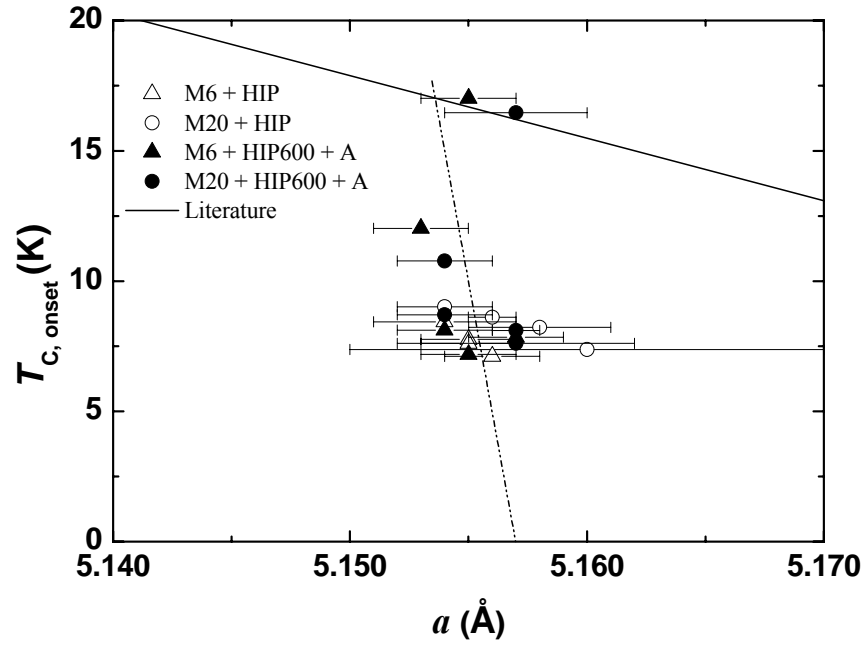 20
15
10
5
0
T_C, onset (K)
M6 + HIP
M20 + HIP
M6 + HIP600 + A
M20 + HIP600 + A
Literature
5.140 5.150 5.160 5.170
a (Å)